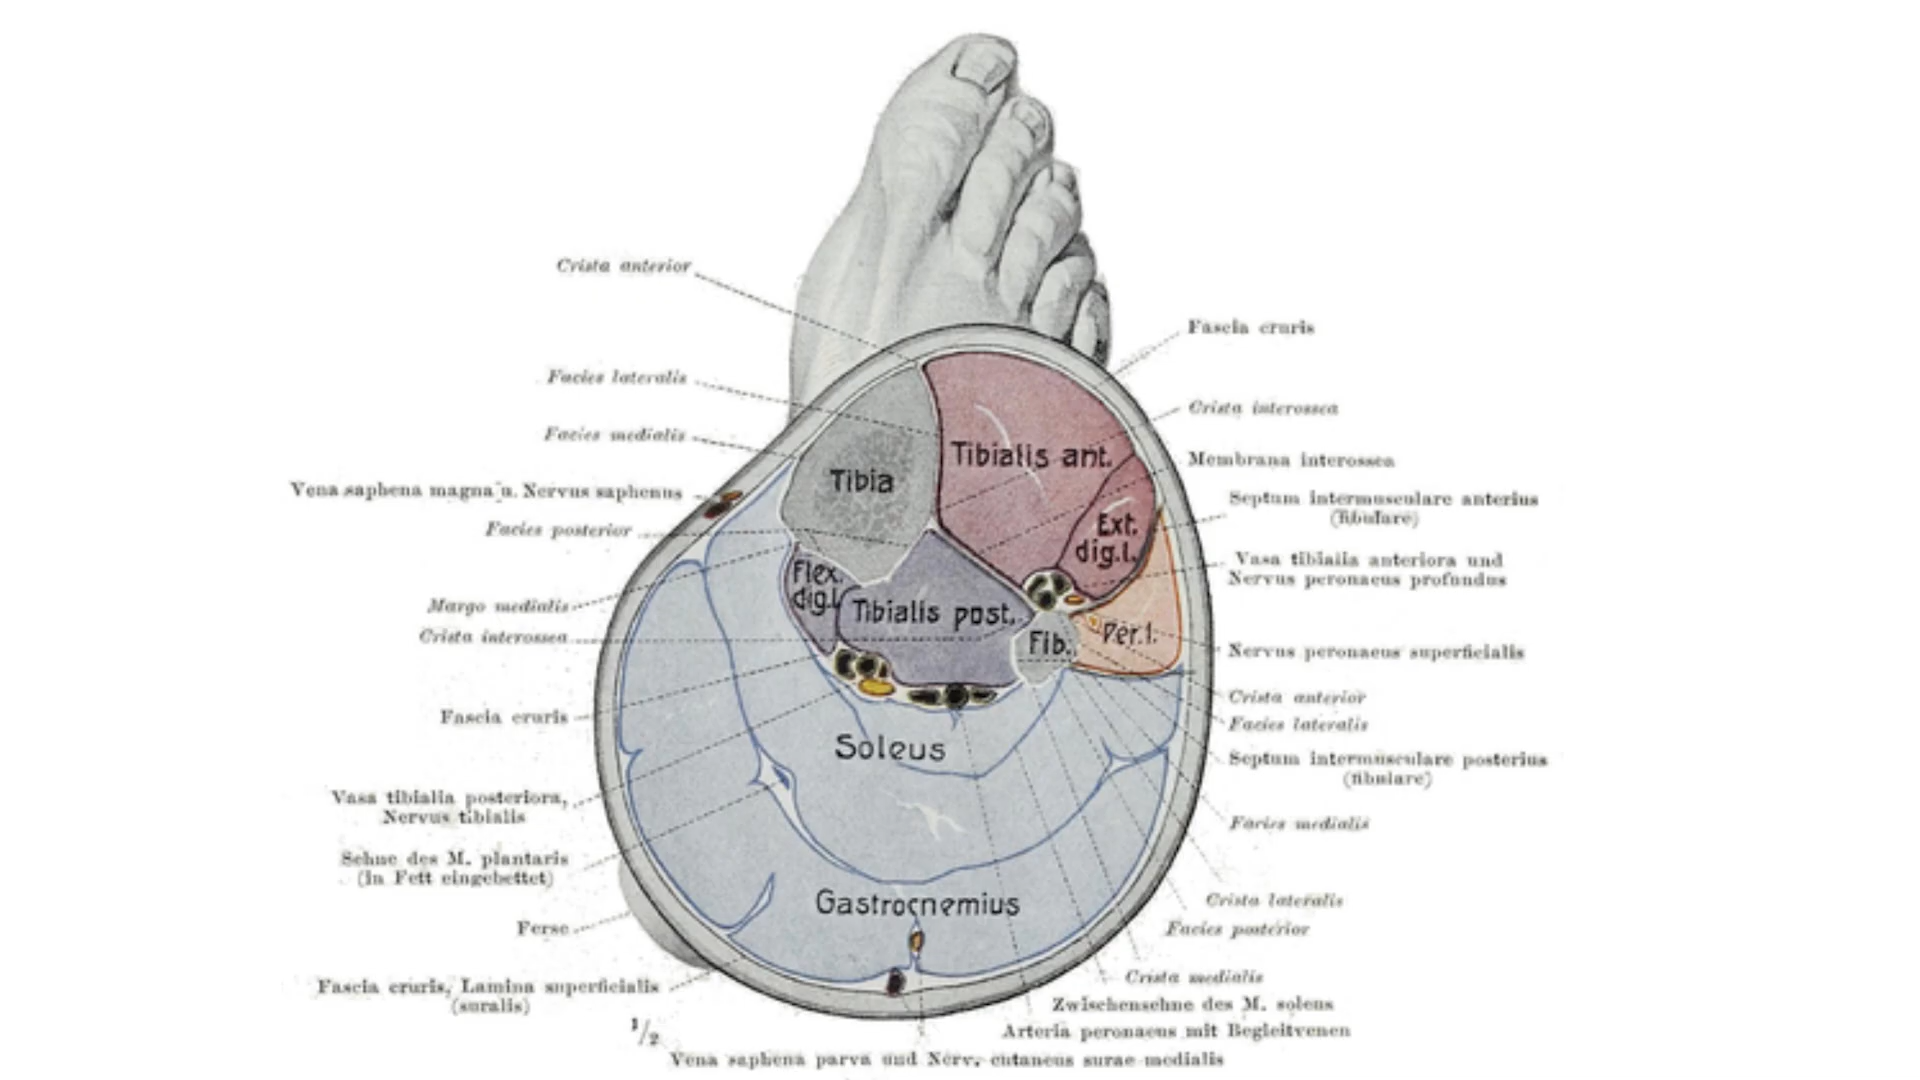 Crista anterior
Facies lateralis
Facies medialis
Vena saphena magna u. Nervus saphenus
Facies posterior
Margo medialis
Crista interossea
Fascia cruris
Vasa tibialia posteriora,
Nervus tibialis
Sehne des M. plantaris
(in Fett eingebettet)
Ferse
Fascia cruris, Lamina superficialis
(suralis)
1/2
Tibia
Tibialis ant.
Ext.
dig.l.
Flex.
dig.l.
Tibialis post.
Fib.
Per.l.
Soleus
Gastrocnemius
Fascia cruris
Crista interossea
Membrana interossea
Septum intermusculare anterius
(fibulare)
Vasa tibialia anteriora und
Nervus peronaeus profundus
Nervus peronaeus superficialis
Crista anterior
Facies lateralis
Septum intermusculare posterius
(fibulare)
Facies medialis
Crista lateralis
Facies posterior
Crista medialis
Zwischensehne des M. soleus
Arteria peronaeus mit Begleitvenen
Vena saphena parva und Nerv. cutaneus surae medialis